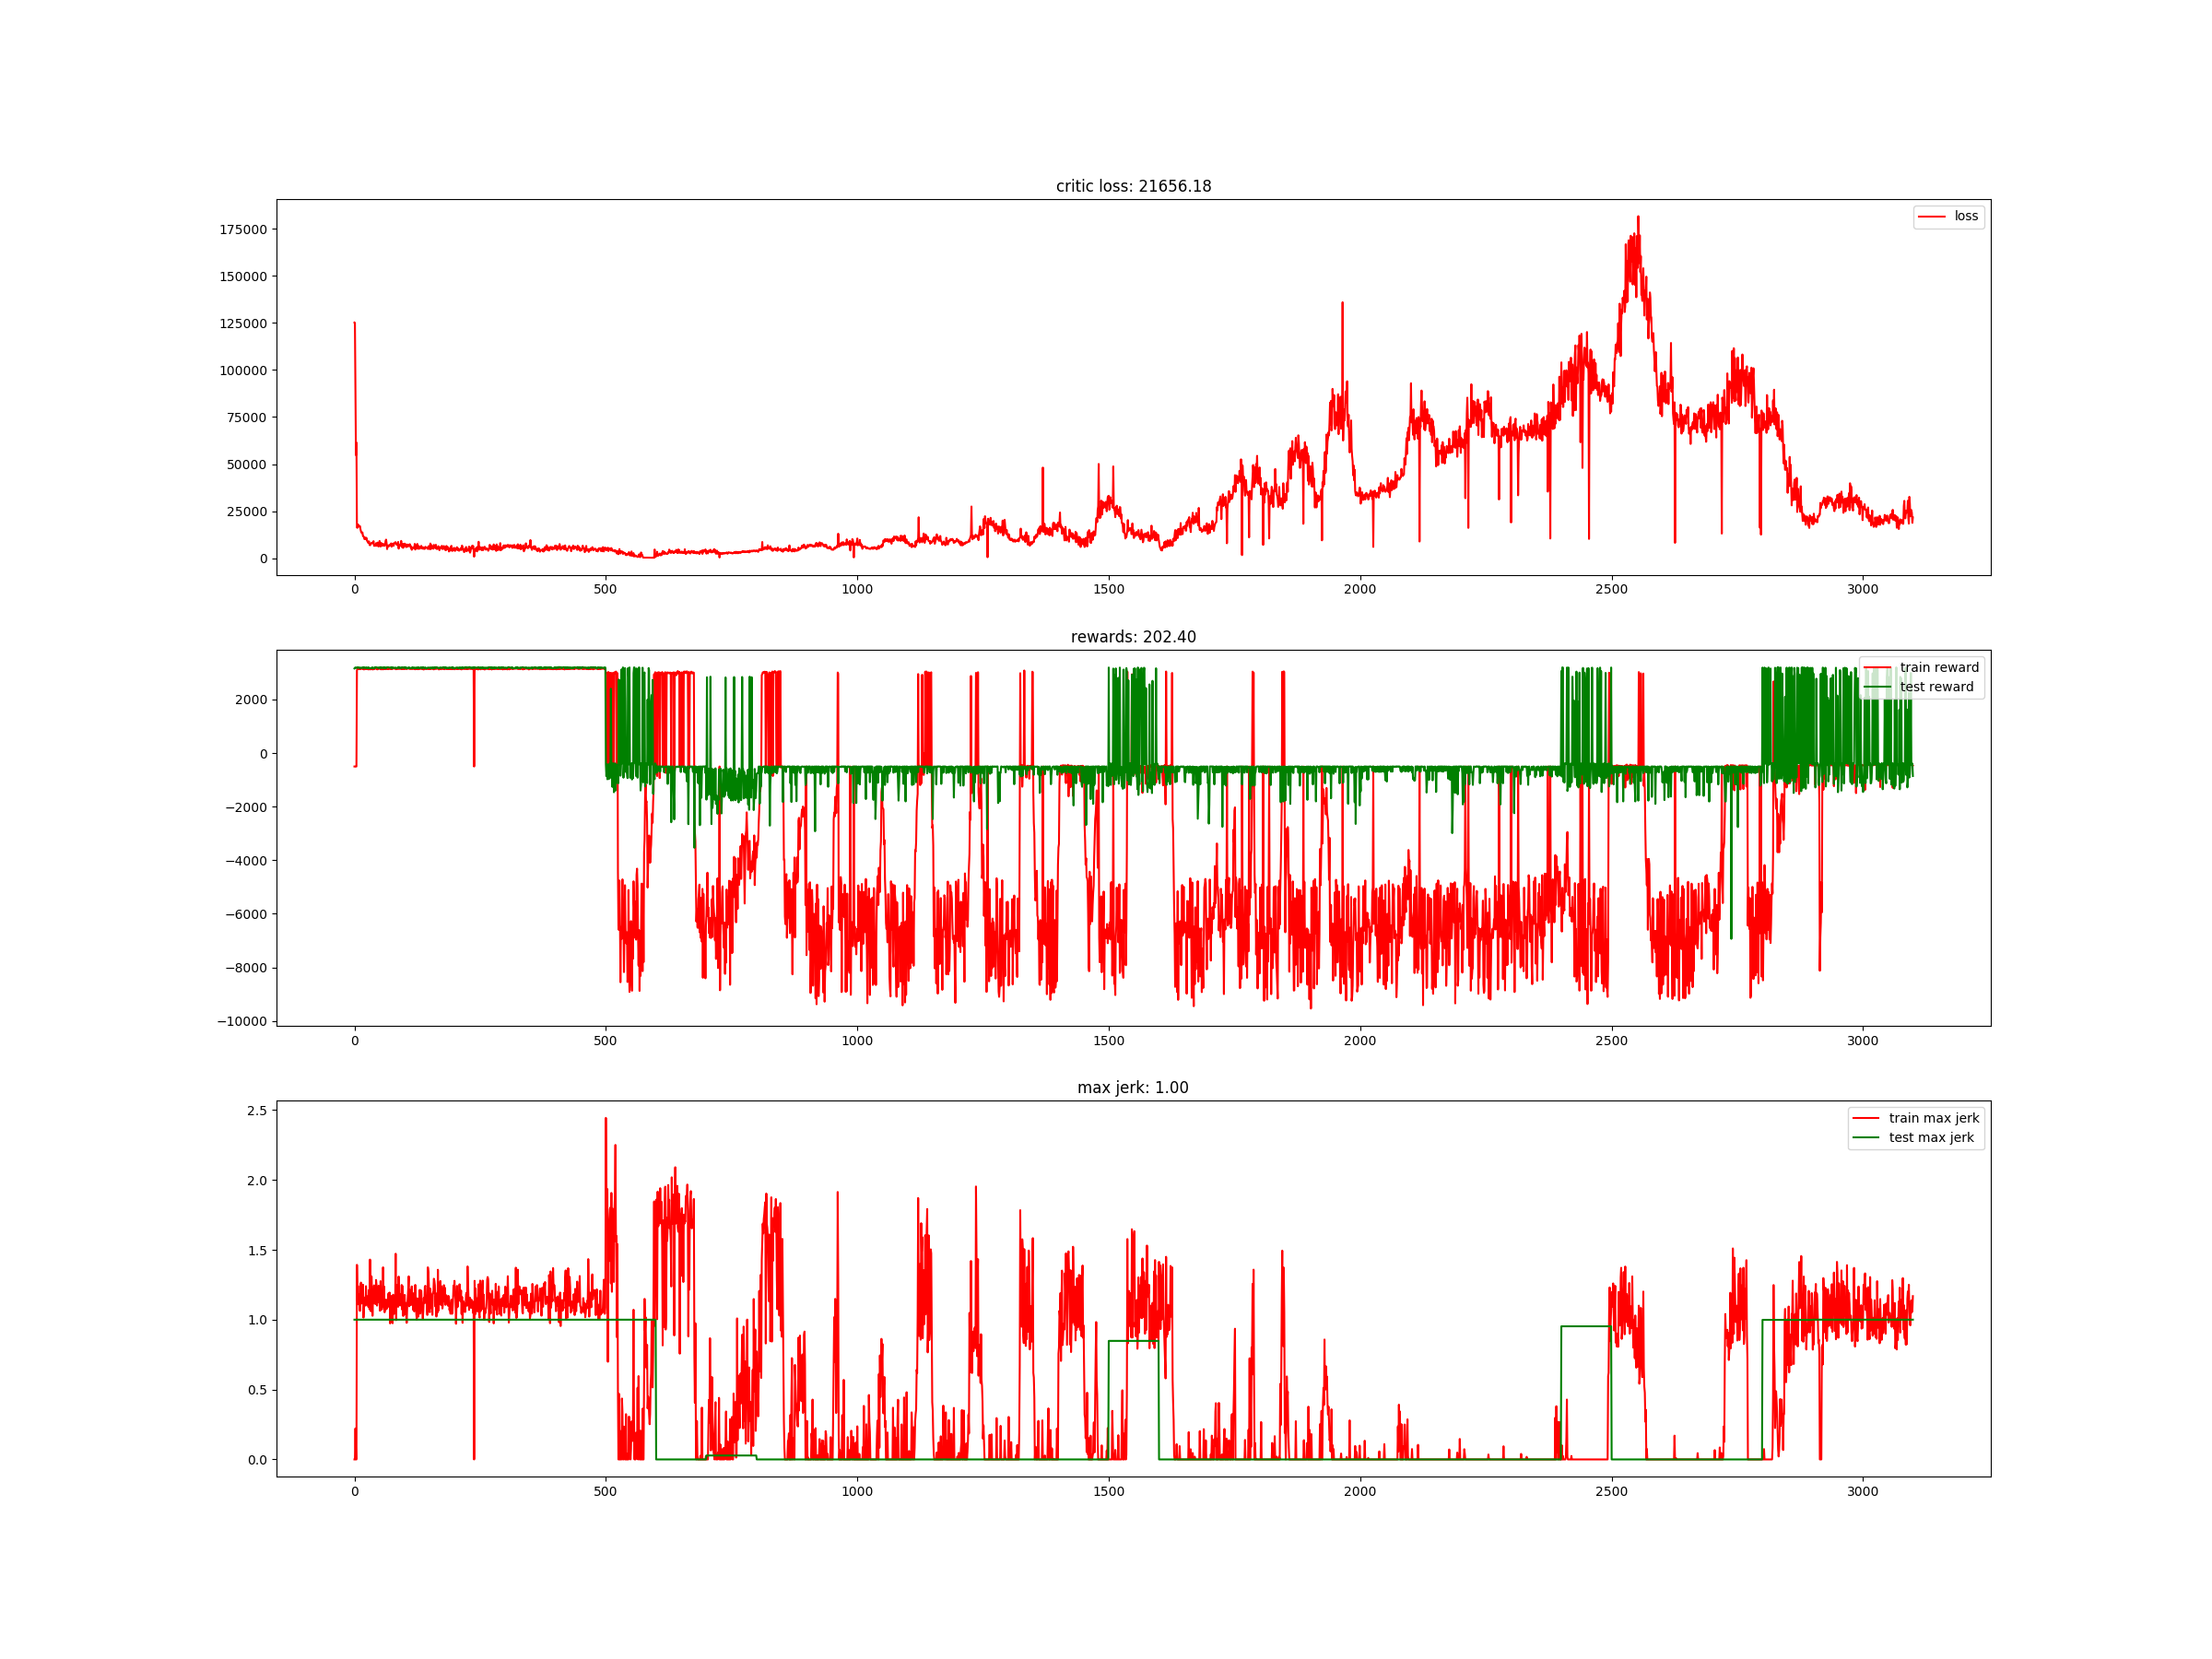 critic loss: 21656.18
loss
175000
150000
125000
100000
75000
50000
25000
0
0 500 1000 1500 2000 2500 3000
rewards: 202.40
train reward
test reward
2000
0
−2000
−4000
−6000
−8000
−10000
0 500 1000 1500 2000 2500 3000
max jerk: 1.00
train max jerk
test max jerk
2.5
2.0
1.5
1.0
0.5
0.0
0 500 1000 1500 2000 2500 3000